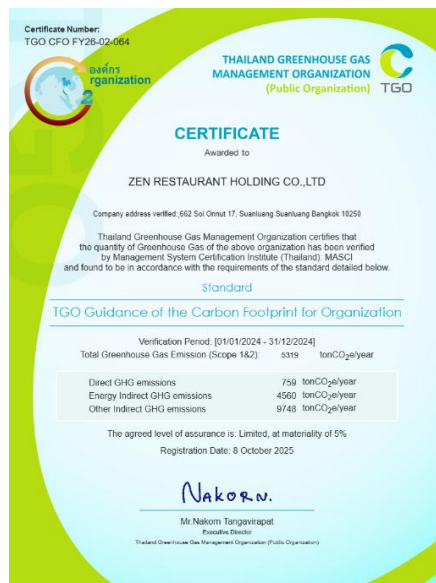 Certificate Number:
TGO CFO FY26-02-064
องค์กร
rganization
2
THAILAND GREENHOUSE GAS
MANAGEMENT ORGANIZATION
(Public Organization)
TGO
CERTIFICATE
Awarded to
ZEN RESTAURANT HOLDING CO.,LTD
Company address verified:,662 Soi Onnut 17, Suanluang Suanluang Bangkok 10250
Thailand Greenhouse Gas Management Organization certifies that
the quantity of Greenhouse Gas of the above organization has been verified
by Management System Certification Institute (Thailand): MASCI
and found to be in accordance with the requirements of the standard detailed below.
Standard
TGO Guidance of the Carbon Footprint for Organization
Verification Period: [01/01/2024 - 31/12/2024]
Total Greenhouse Gas Emission (Scope 1&2): 5319 tonCO2e/year
Direct GHG emissions 759 tonCO2e/year
Energy Indirect GHG emissions 4560 tonCO2e/year
Other Indirect GHG emissions 9748 tonCO2e/year
The agreed level of assurance is: Limited, at materiality of 5%
Registration Date: 8 October 2025
NAKORN.
Mr.Nakorn Tangavirapat
Executive Director
Thailand Greenhouse Gas Management Organization (Public Organization)